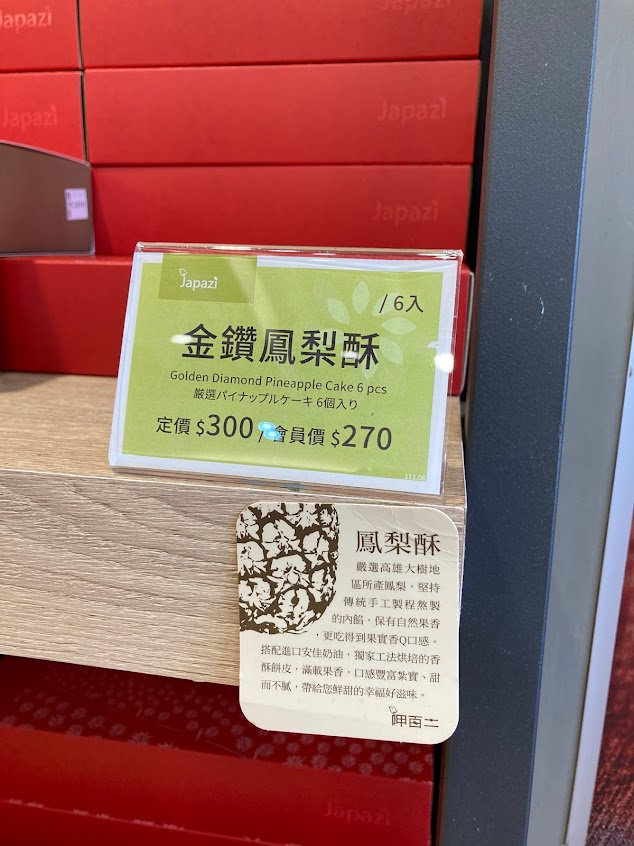 Japazi
Japazi
Japazi
Japazi
Japazi
Japazi
/6入
金鑽鳳梨酥
Golden Diamond Pineapple Cake 6 pcs
厳選パイナップルケーキ 6個入り
定價 $300/會員價 $270
111.06
鳳梨酥
嚴選高雄大樹地
區所產鳳梨,堅持
傳統手工製程熬製
的內餡,保有自然果香
,更吃得到果實香Q口感。
搭配進口安佳奶油,獨家工法烘培的香
酥餅皮,滿載果香,口感豐富紮實、甜
而不膩,帶給您鮮甜的幸福好滋味。
呷百二
Japazi